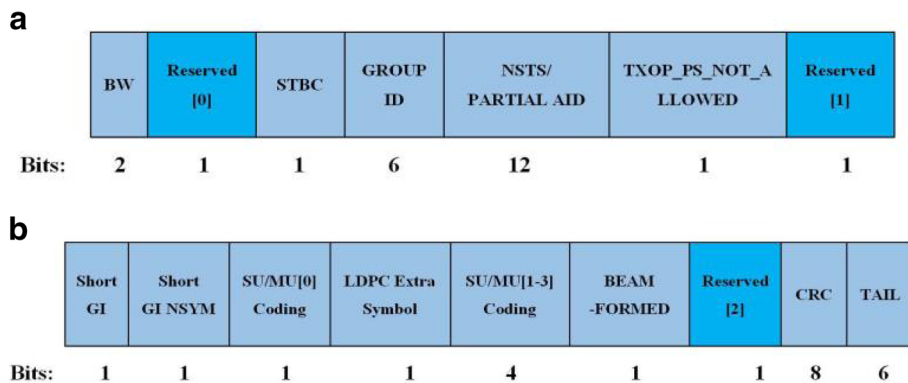 a
BW
Reserved
[0]
STBC
GROUP
ID
NSTS/
PARTIAL AID
TXOP_PS_NOT_A
LLOWED
Reserved
[1]
Bits: 2 1 1 6 12 1 1
b
Short
GI
Short
GI NSYM
SU/MU[0]
Coding
LDPC Extra
Symbol
SU/MU[1-3]
Coding
BEAM
-FORMED
Reserved
[2]
CRC
TAIL
Bits: 1 1 1 1 4 1 1 8 6